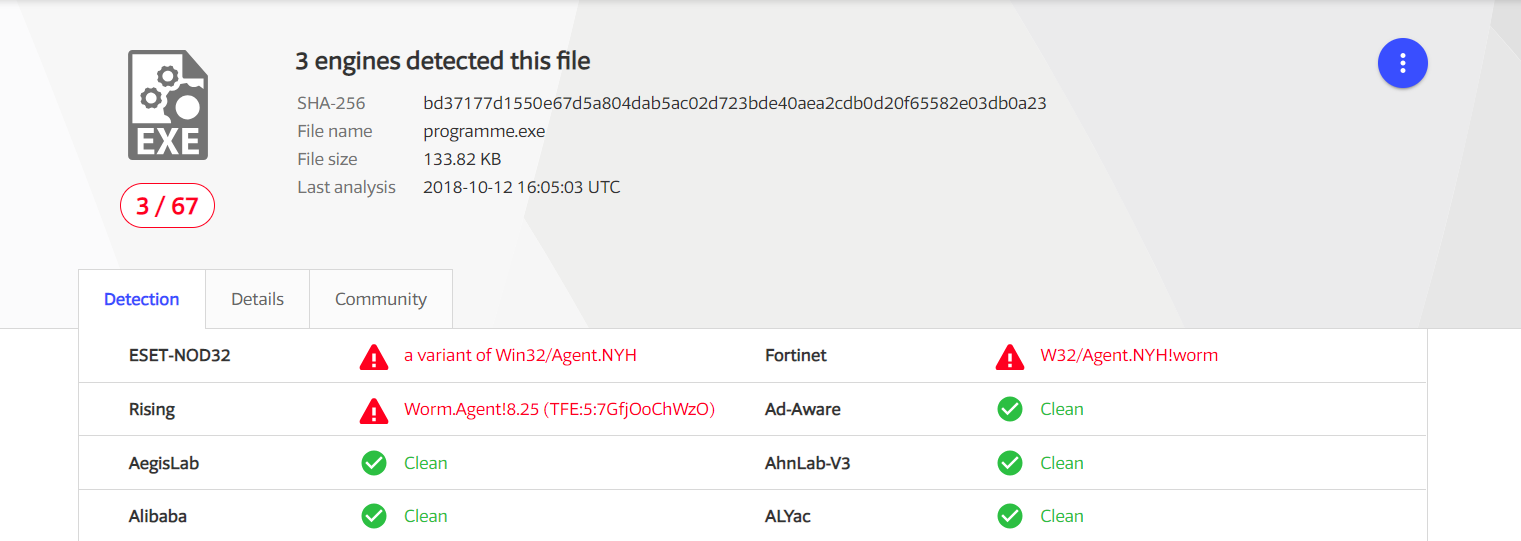 3 engines detected this file
SHA-256 bd37177d1550e67d5a804dab5ac02d723bde40aea2cdb0d20f65582e03db0a23
File name programme.exe
File size 133.82 KB
Last analysis 2018-10-12 16:05:03 UTC
EXE
3 / 67
Detection Details Community
ESET-NOD32 a variant of Win32/Agent.NYH Fortinet W32/Agent.NYH!worm
Rising Worm.Agent!8.25 (TFE:5:7GfjOoChWzO) Ad-Aware Clean
AegisLab Clean AhnLab-V3 Clean
Alibaba Clean ALYac Clean